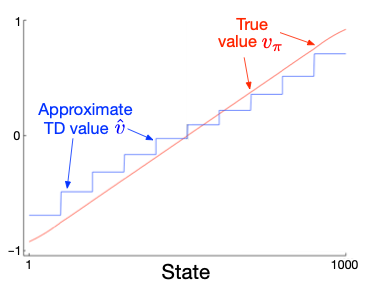 1
True
value vπ
Approximate
TD value v̂
0
−1
1
1000
State